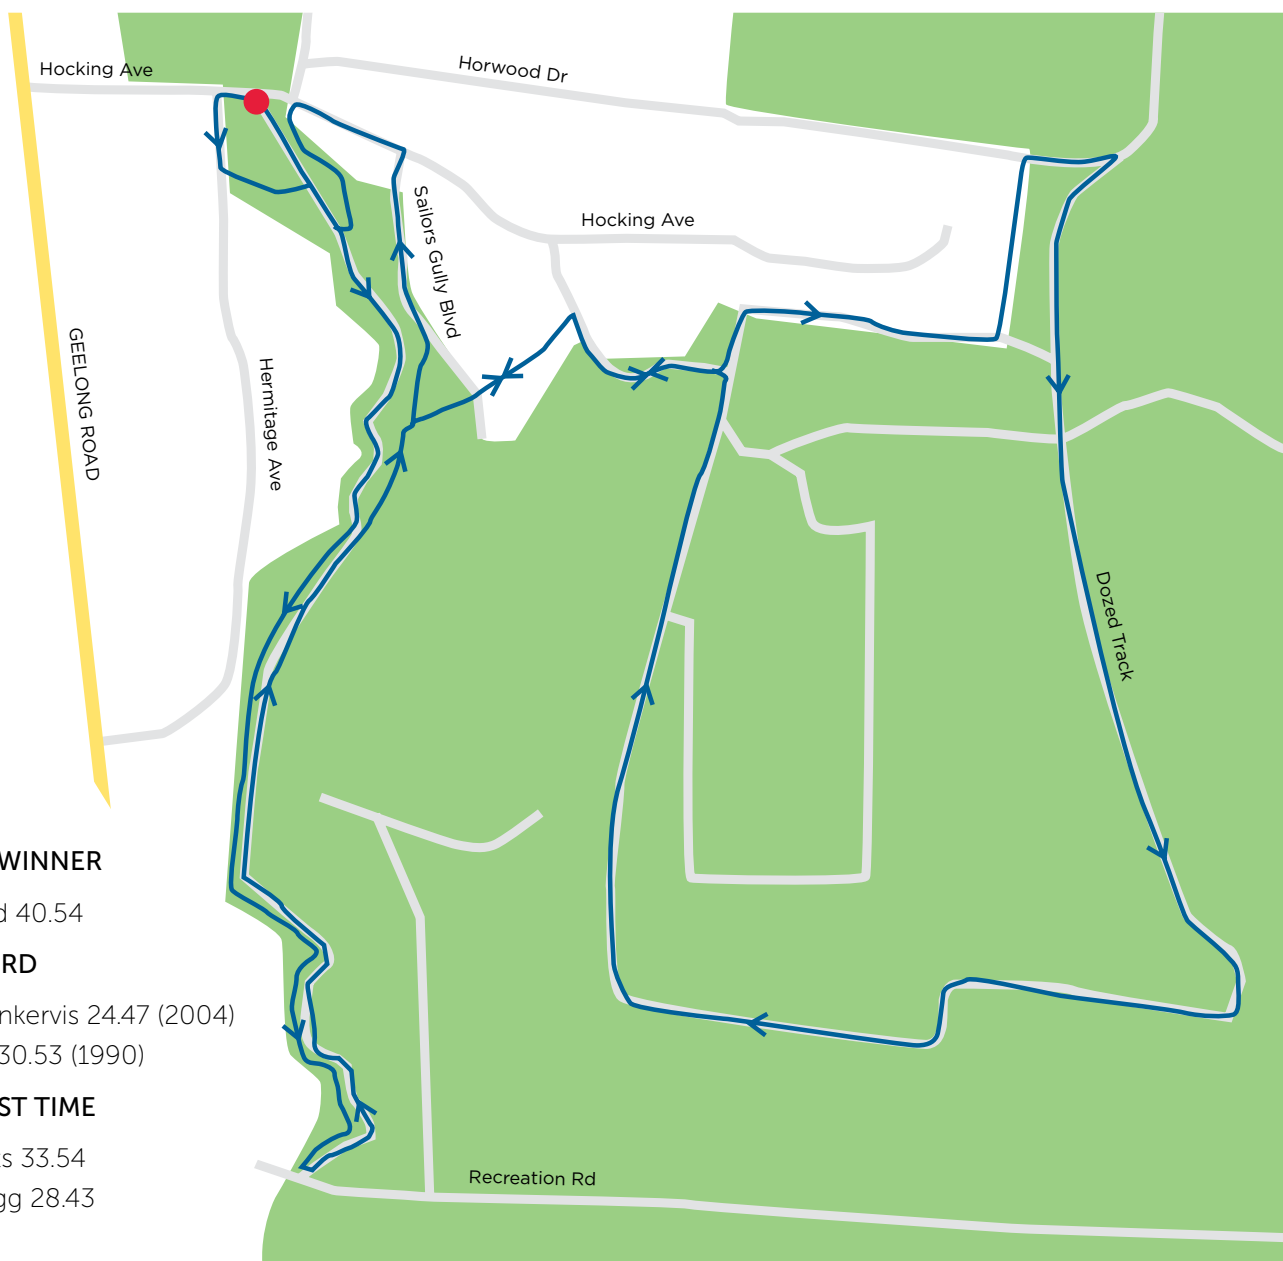 Hocking Ave
Horwood Dr
Sailors Gully Blvd
Hocking Ave
GEELONG ROAD
Hermitage Ave
Dozed Track
WINNER
40.54
RD
nkervis 24.47 (2004)
30.53 (1990)
ST TIME
s 33.54
gg 28.43
Recreation Rd